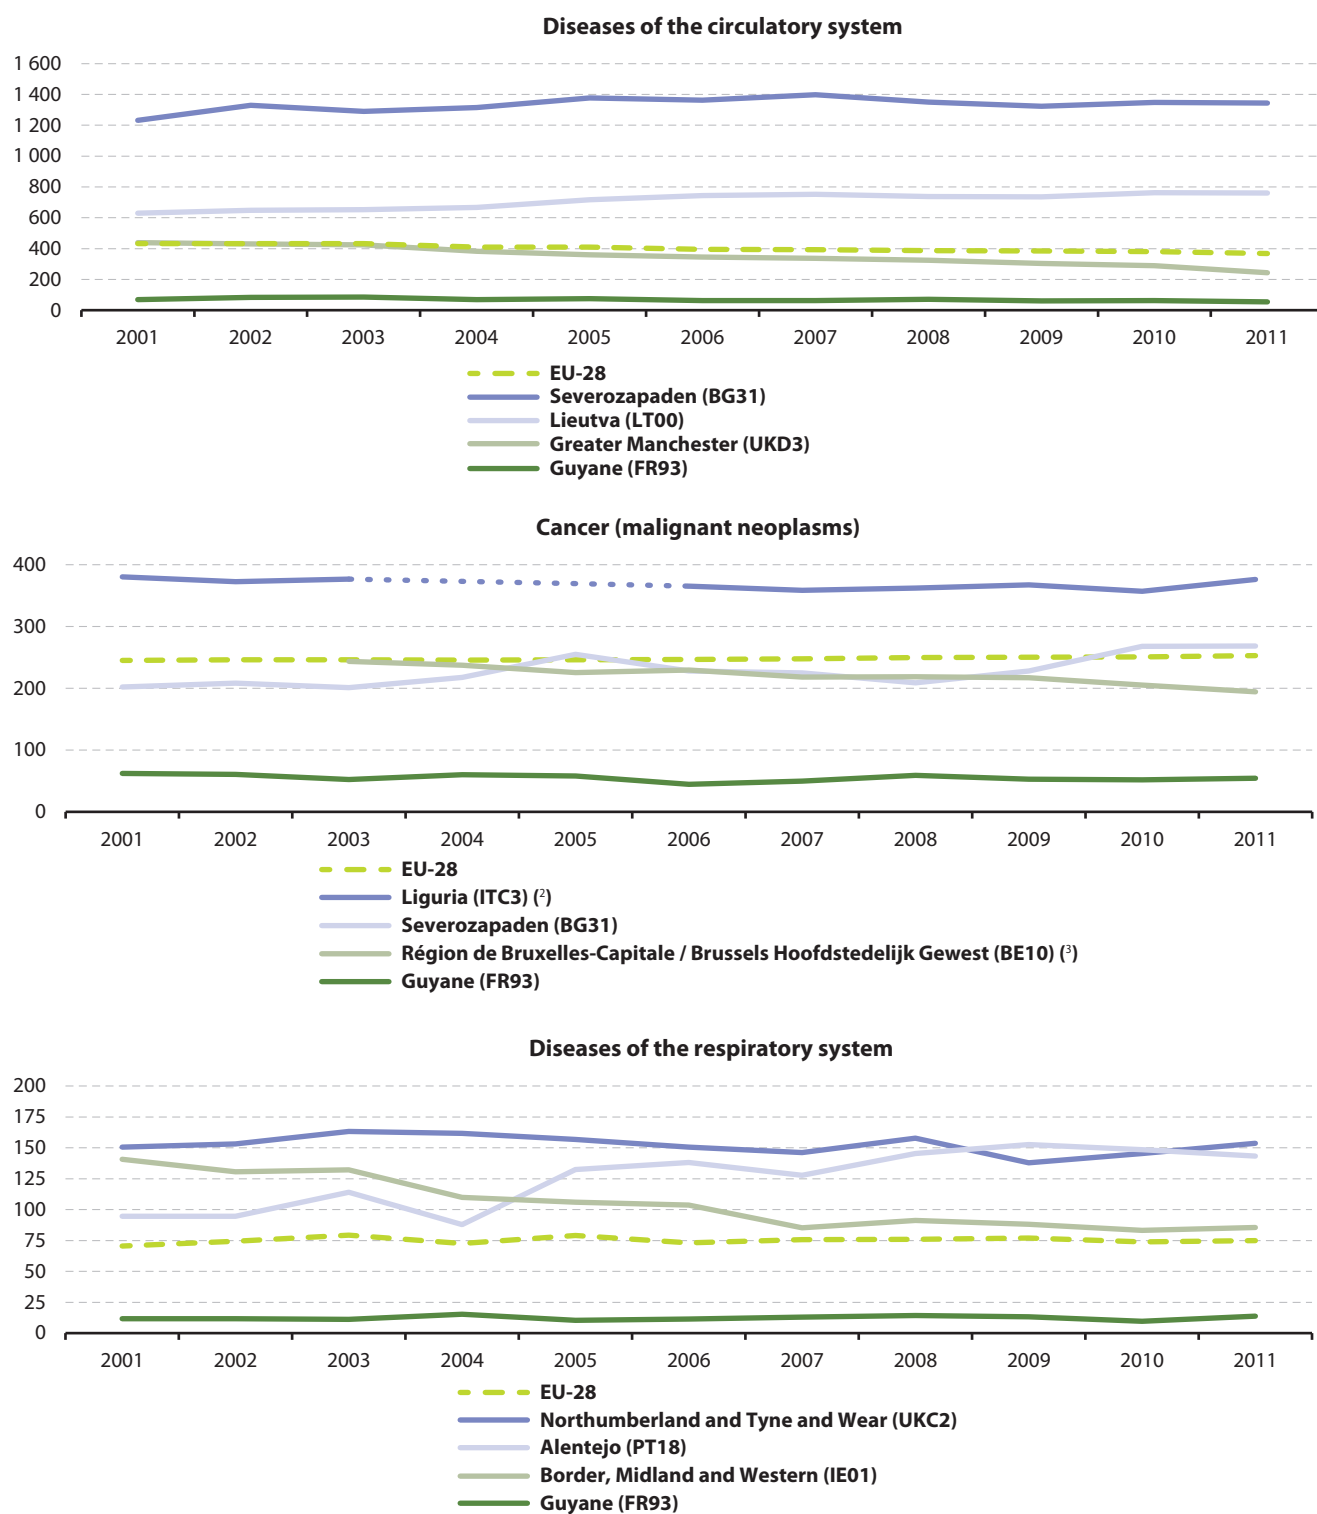 Diseases of the circulatory system
1 600
1 400
1 200
1 000
800
600
400
200
0
2001 2002 2003 2004 2005 2006 2007 2008 2009 2010 2011
EU-28
Severozapaden (BG31)
Lieutva (LT00)
Greater Manchester (UKD3)
Guyane (FR93)
Cancer (malignant neoplasms)
400
300
200
100
0
2001 2002 2003 2004 2005 2006 2007 2008 2009 2010 2011
EU-28
Liguria (ITC3) (²)
Severozapaden (BG31)
Région de Bruxelles-Capitale / Brussels Hoofdstedelijk Gewest (BE10) (³)
Guyane (FR93)
Diseases of the respiratory system
200
175
150
125
100
75
50
25
0
2001 2002 2003 2004 2005 2006 2007 2008 2009 2010 2011
EU-28
Northumberland and Tyne and Wear (UKC2)
Alentejo (PT18)
Border, Midland and Western (IE01)
Guyane (FR93)